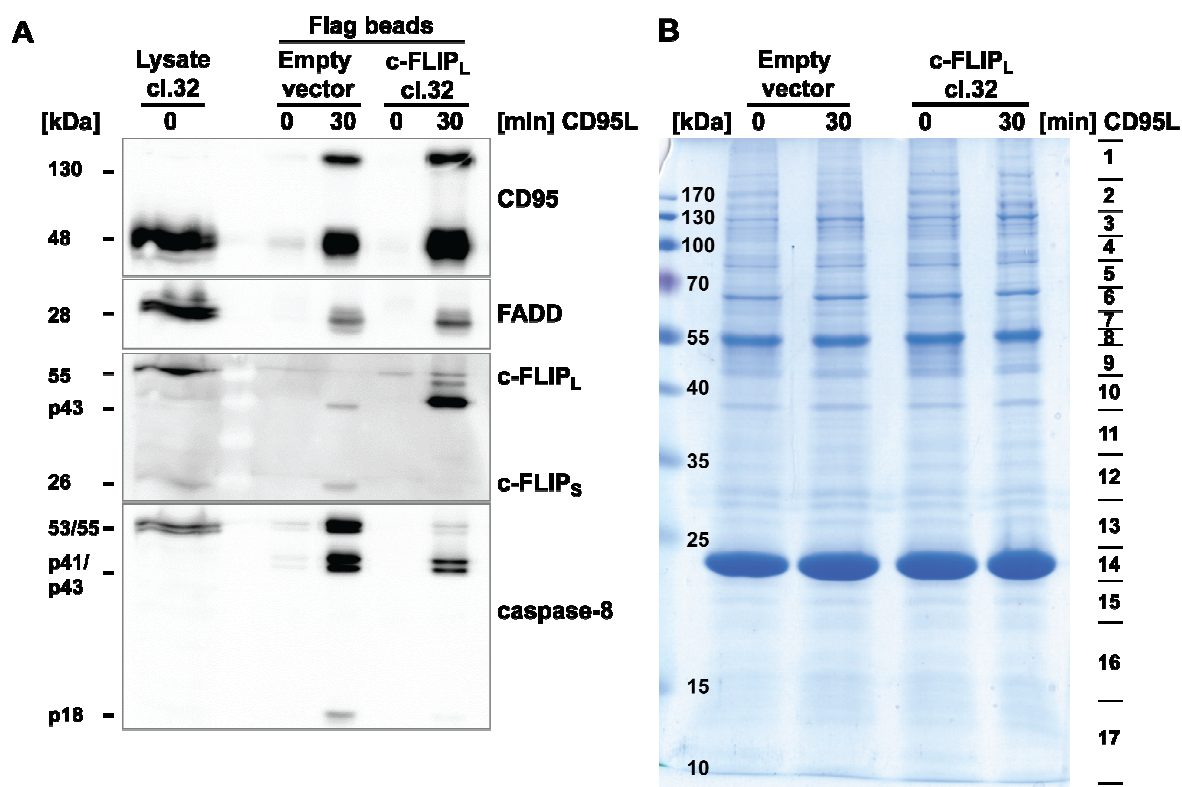 A
Flag beads
Lysate cl.32
Empty vector
c-FLIPL cl.32
[kDa] 0 0 30 0 30 [min] CD95L
130
CD95
48
28
FADD
55
c-FLIPL
p43
26
c-FLIPS
53/55
p41/
p43
caspase-8
p18
B
Empty vector
c-FLIPL cl.32
[kDa] 0 30 0 30 [min] CD95L
1
170
2
130
3
100
4
5
70
6
7
55
8
9
40
10
11
35
12
13
25
14
15
16
15
17
10